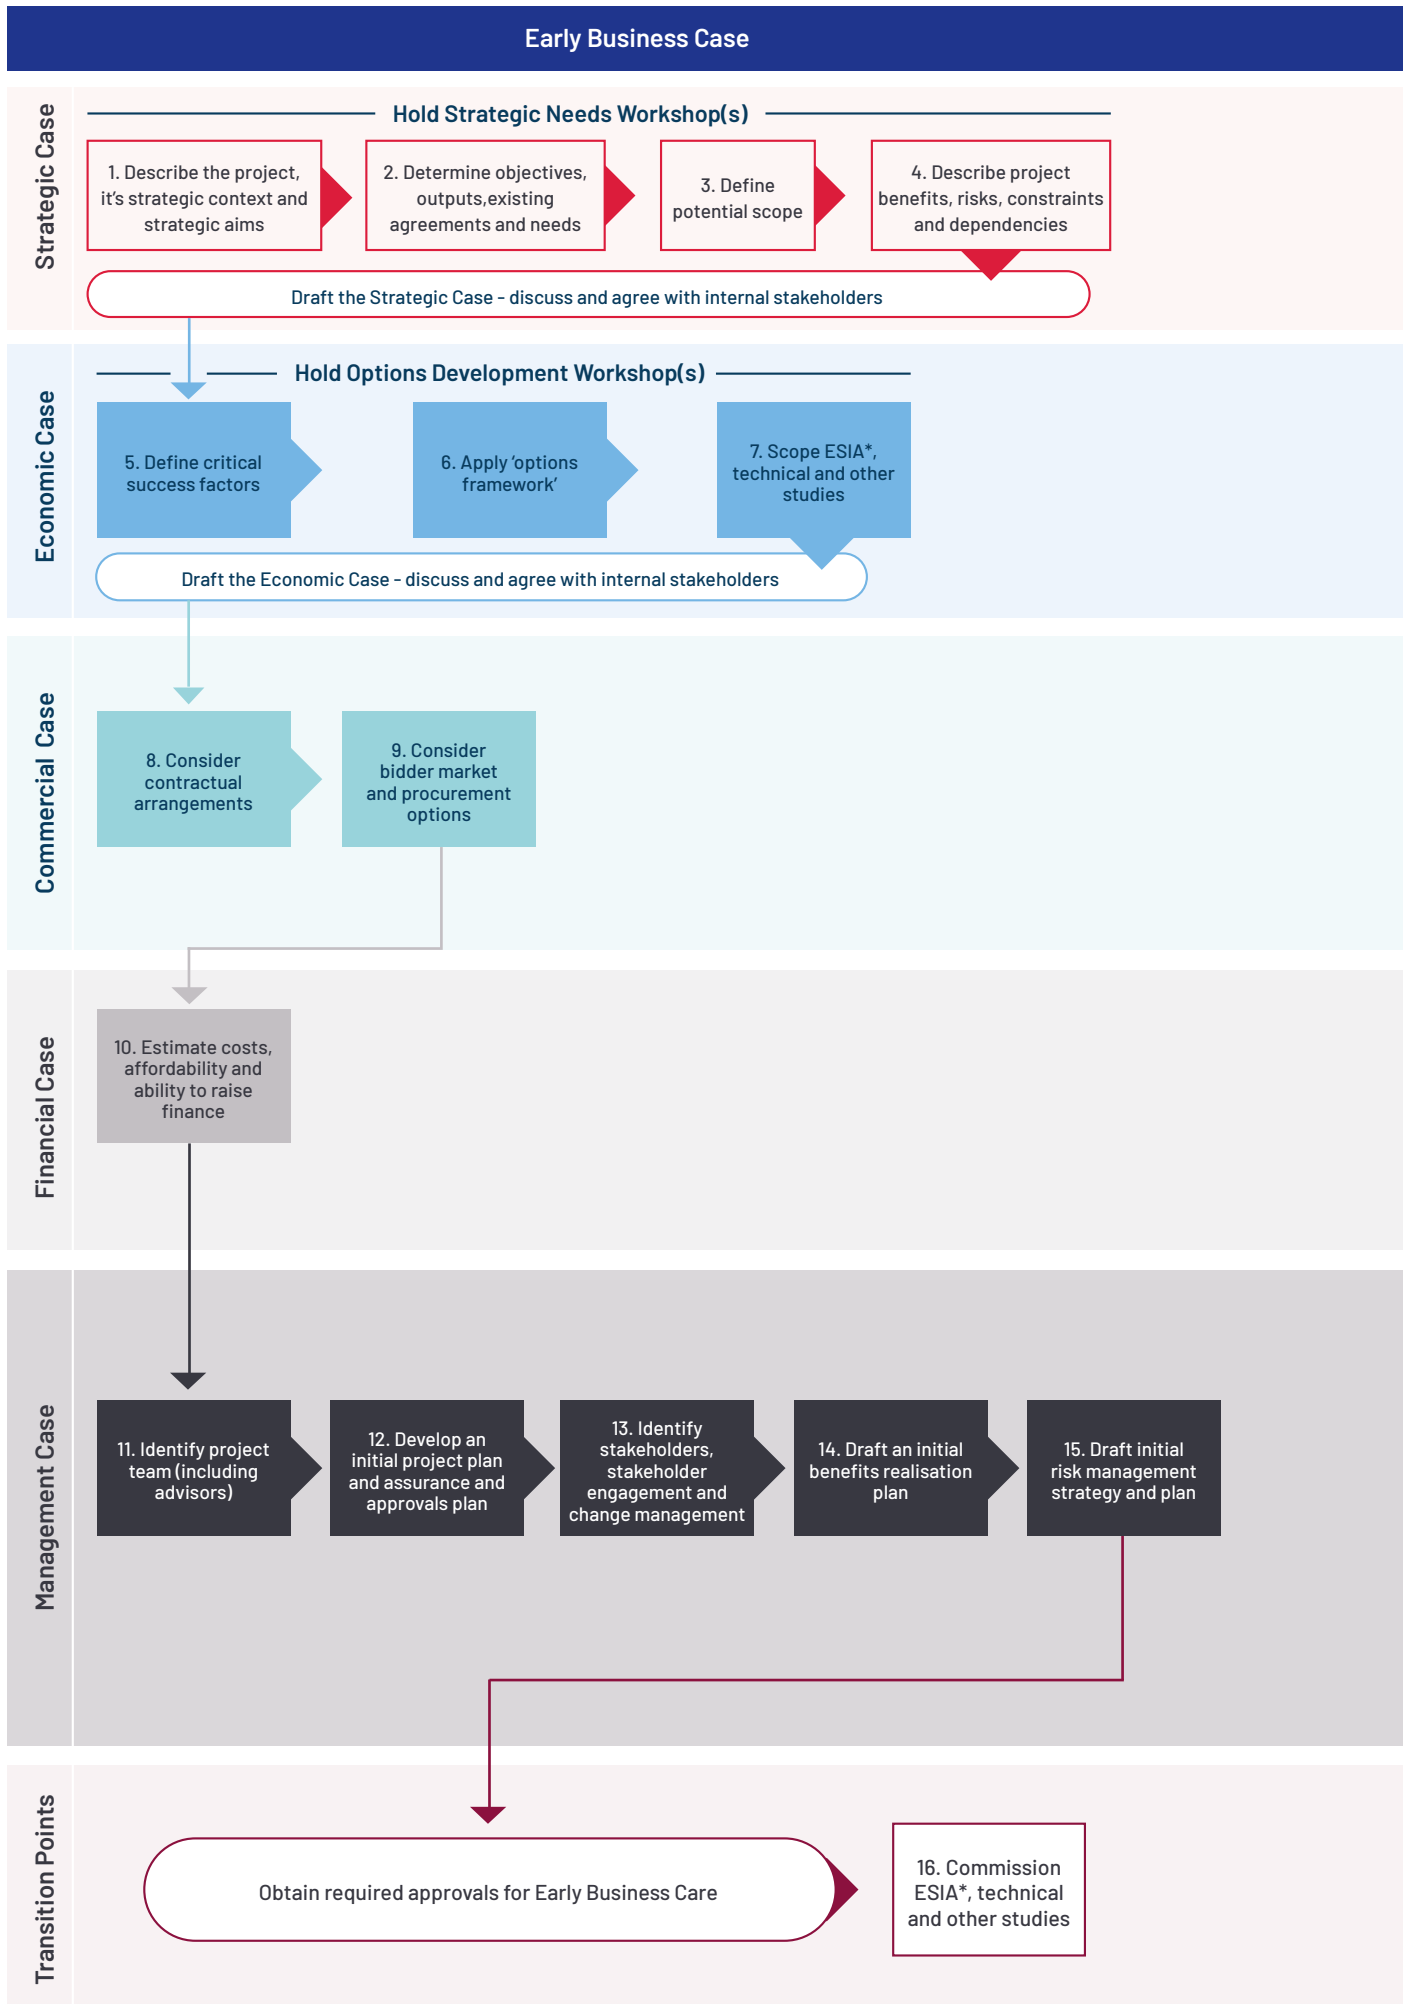 Early Business Case
Strategic Case
Hold Strategic Needs Workshop(s)
1. Describe the project,
it's strategic context and
strategic aims
2. Determine objectives,
outputs,existing
agreements and needs
3. Define
potential scope
4. Describe project
benefits, risks, constraints
and dependencies
Draft the Strategic Case - discuss and agree with internal stakeholders
Economic Case
Hold Options Development Workshop(s)
5. Define critical
success factors
6. Apply 'options
framework'
7. Scope ESIA*,
technical and other
studies
Draft the Economic Case - discuss and agree with internal stakeholders
Commercial Case
8. Consider
contractual
arrangements
9. Consider
bidder market
and procurement
options
Financial Case
10. Estimate costs,
affordability and
ability to raise
finance
Management Case
11. Identify project
team (including
advisors)
12. Develop an
initial project plan
and assurance and
approvals plan
13. Identify
stakeholders,
stakeholder
engagement and
change management
14. Draft an initial
benefits realisation
plan
15. Draft initial
risk management
strategy and plan
Transition Points
Obtain required approvals for Early Business Care
16. Commission
ESIA*, technical
and other studies